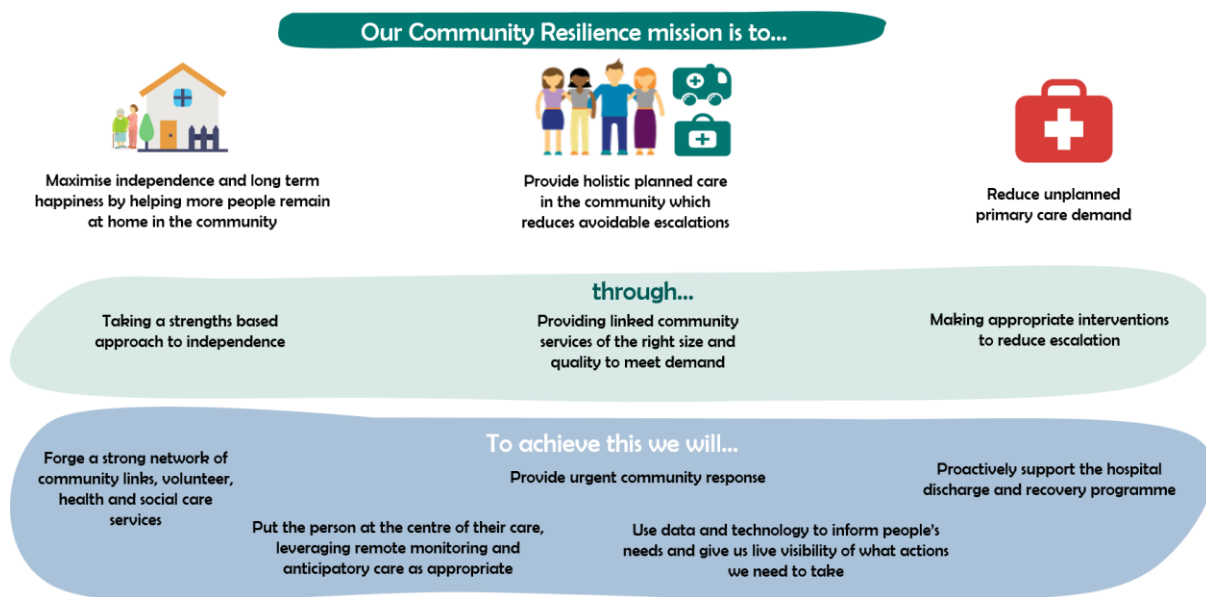 Our Community Resilience mission is to...
Maximise independence and long term
happiness by helping more people remain
at home in the community
Provide holistic planned care
in the community which
reduces avoidable escalations
Reduce unplanned
primary care demand
through...
Taking a strengths based
approach to independence
Providing linked community
services of the right size and
quality to meet demand
Making appropriate interventions
to reduce escalation
To achieve this we will...
Forge a strong network of
community links, volunteer,
health and social care
services
Put the person at the centre of their care,
leveraging remote monitoring and
anticipatory care as appropriate
Provide urgent community response
Use data and technology to inform people's
needs and give us live visibility of what actions
we need to take
Proactively support the hospital
discharge and recovery programme